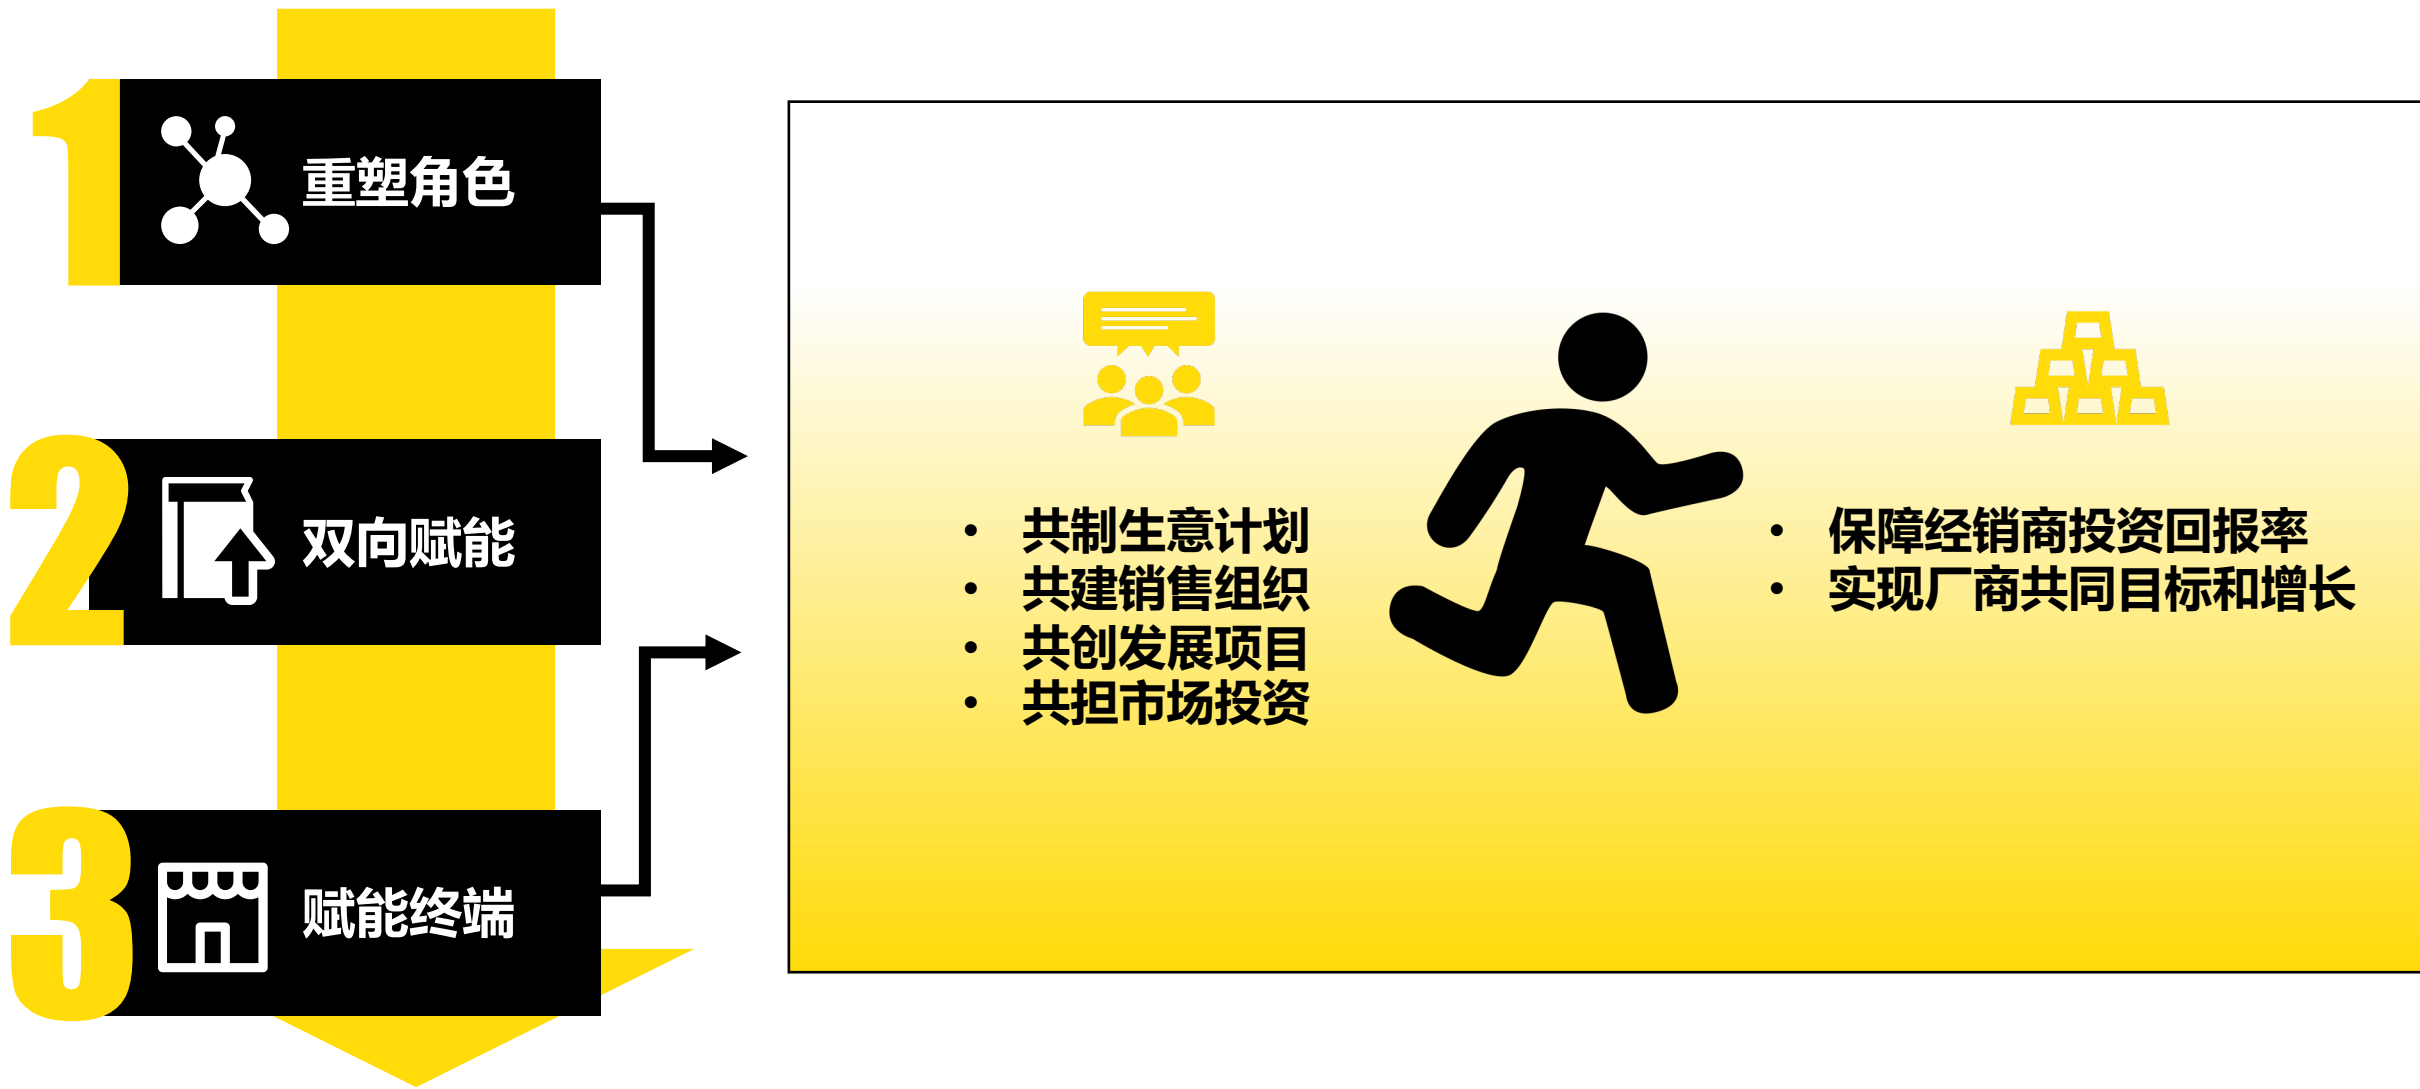 1
重塑角色
2
双向赋能
3
赋能终端
• 共制生意计划
• 共建销售组织
• 共创发展项目
• 共担市场投资
• 保障经销商投资回报率
• 实现厂商共同目标和增长